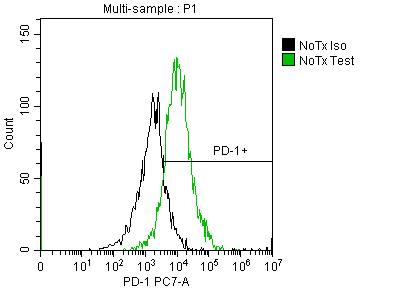 Multi-sample : P1
NoTx Iso
NoTx Test
Count
150
100
50
0
PD-1+
0 10¹ 10² 10³ 10⁴ 10⁵ 10⁶ 10⁷
PD-1 PC7-A